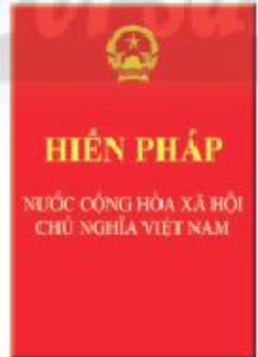 HIẾN PHÁP
NƯỚC CỘNG HÒA XÃ HỘI
CHỦ NGHĨA VIỆT NAM